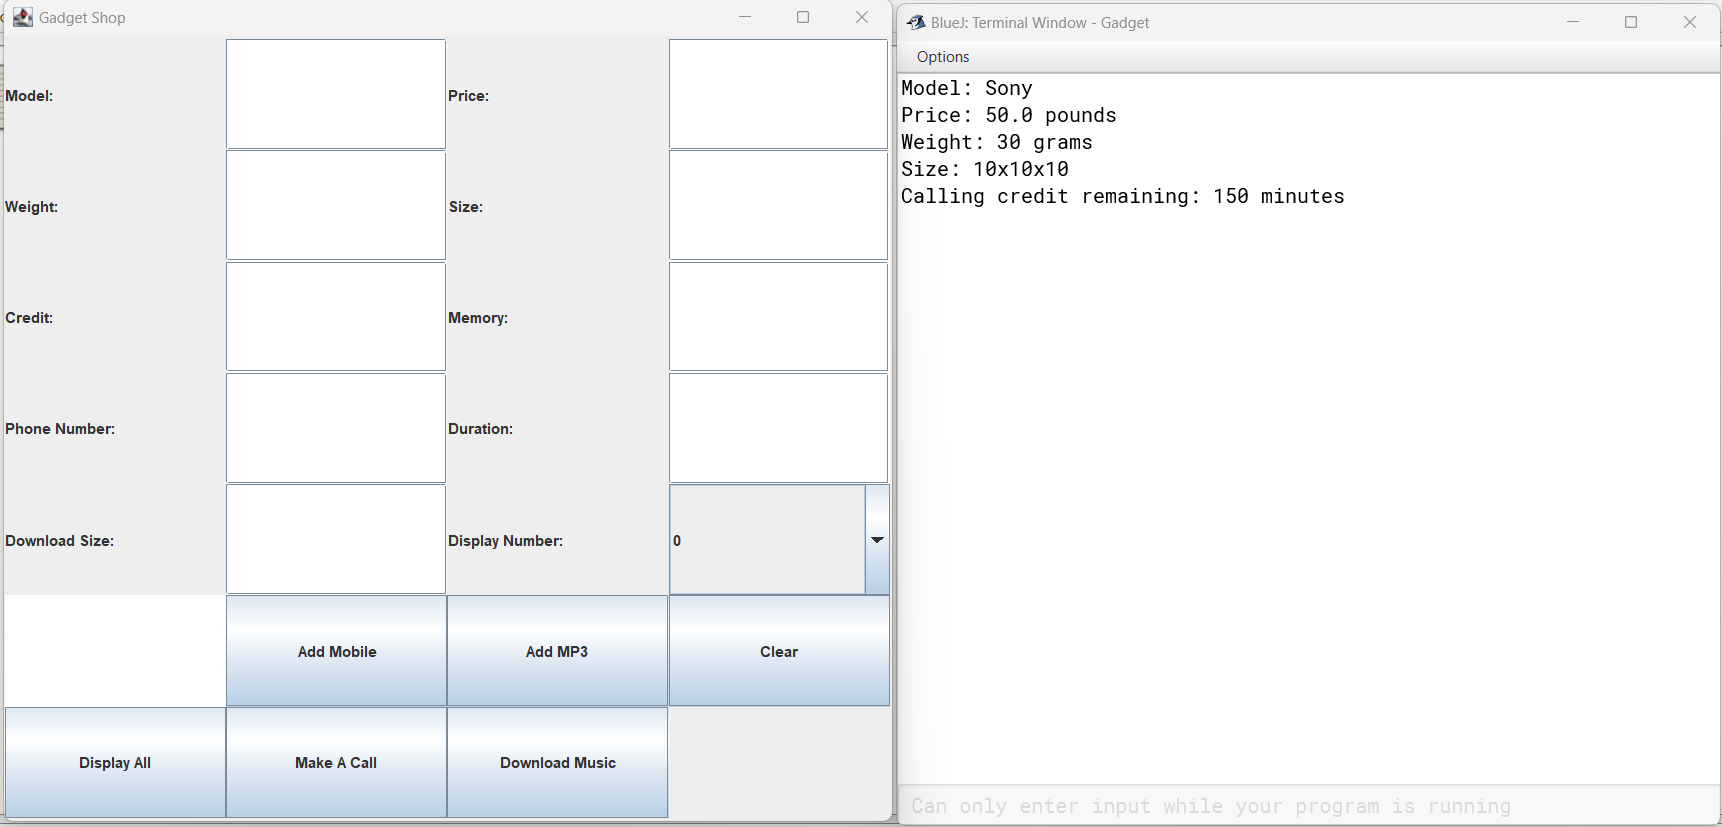 Gadget Shop
Model:
Price:
Weight:
Size:
Credit:
Memory:
Phone Number:
Duration:
Download Size:
Display Number:
0
Add Mobile
Add MP3
Clear
Display All
Make A Call
Download Music
BlueJ: Terminal Window - Gadget
Options
Model: Sony
Price: 50.0 pounds
Weight: 30 grams
Size: 10x10x10
Calling credit remaining: 150 minutes
Can only enter input while your program is running